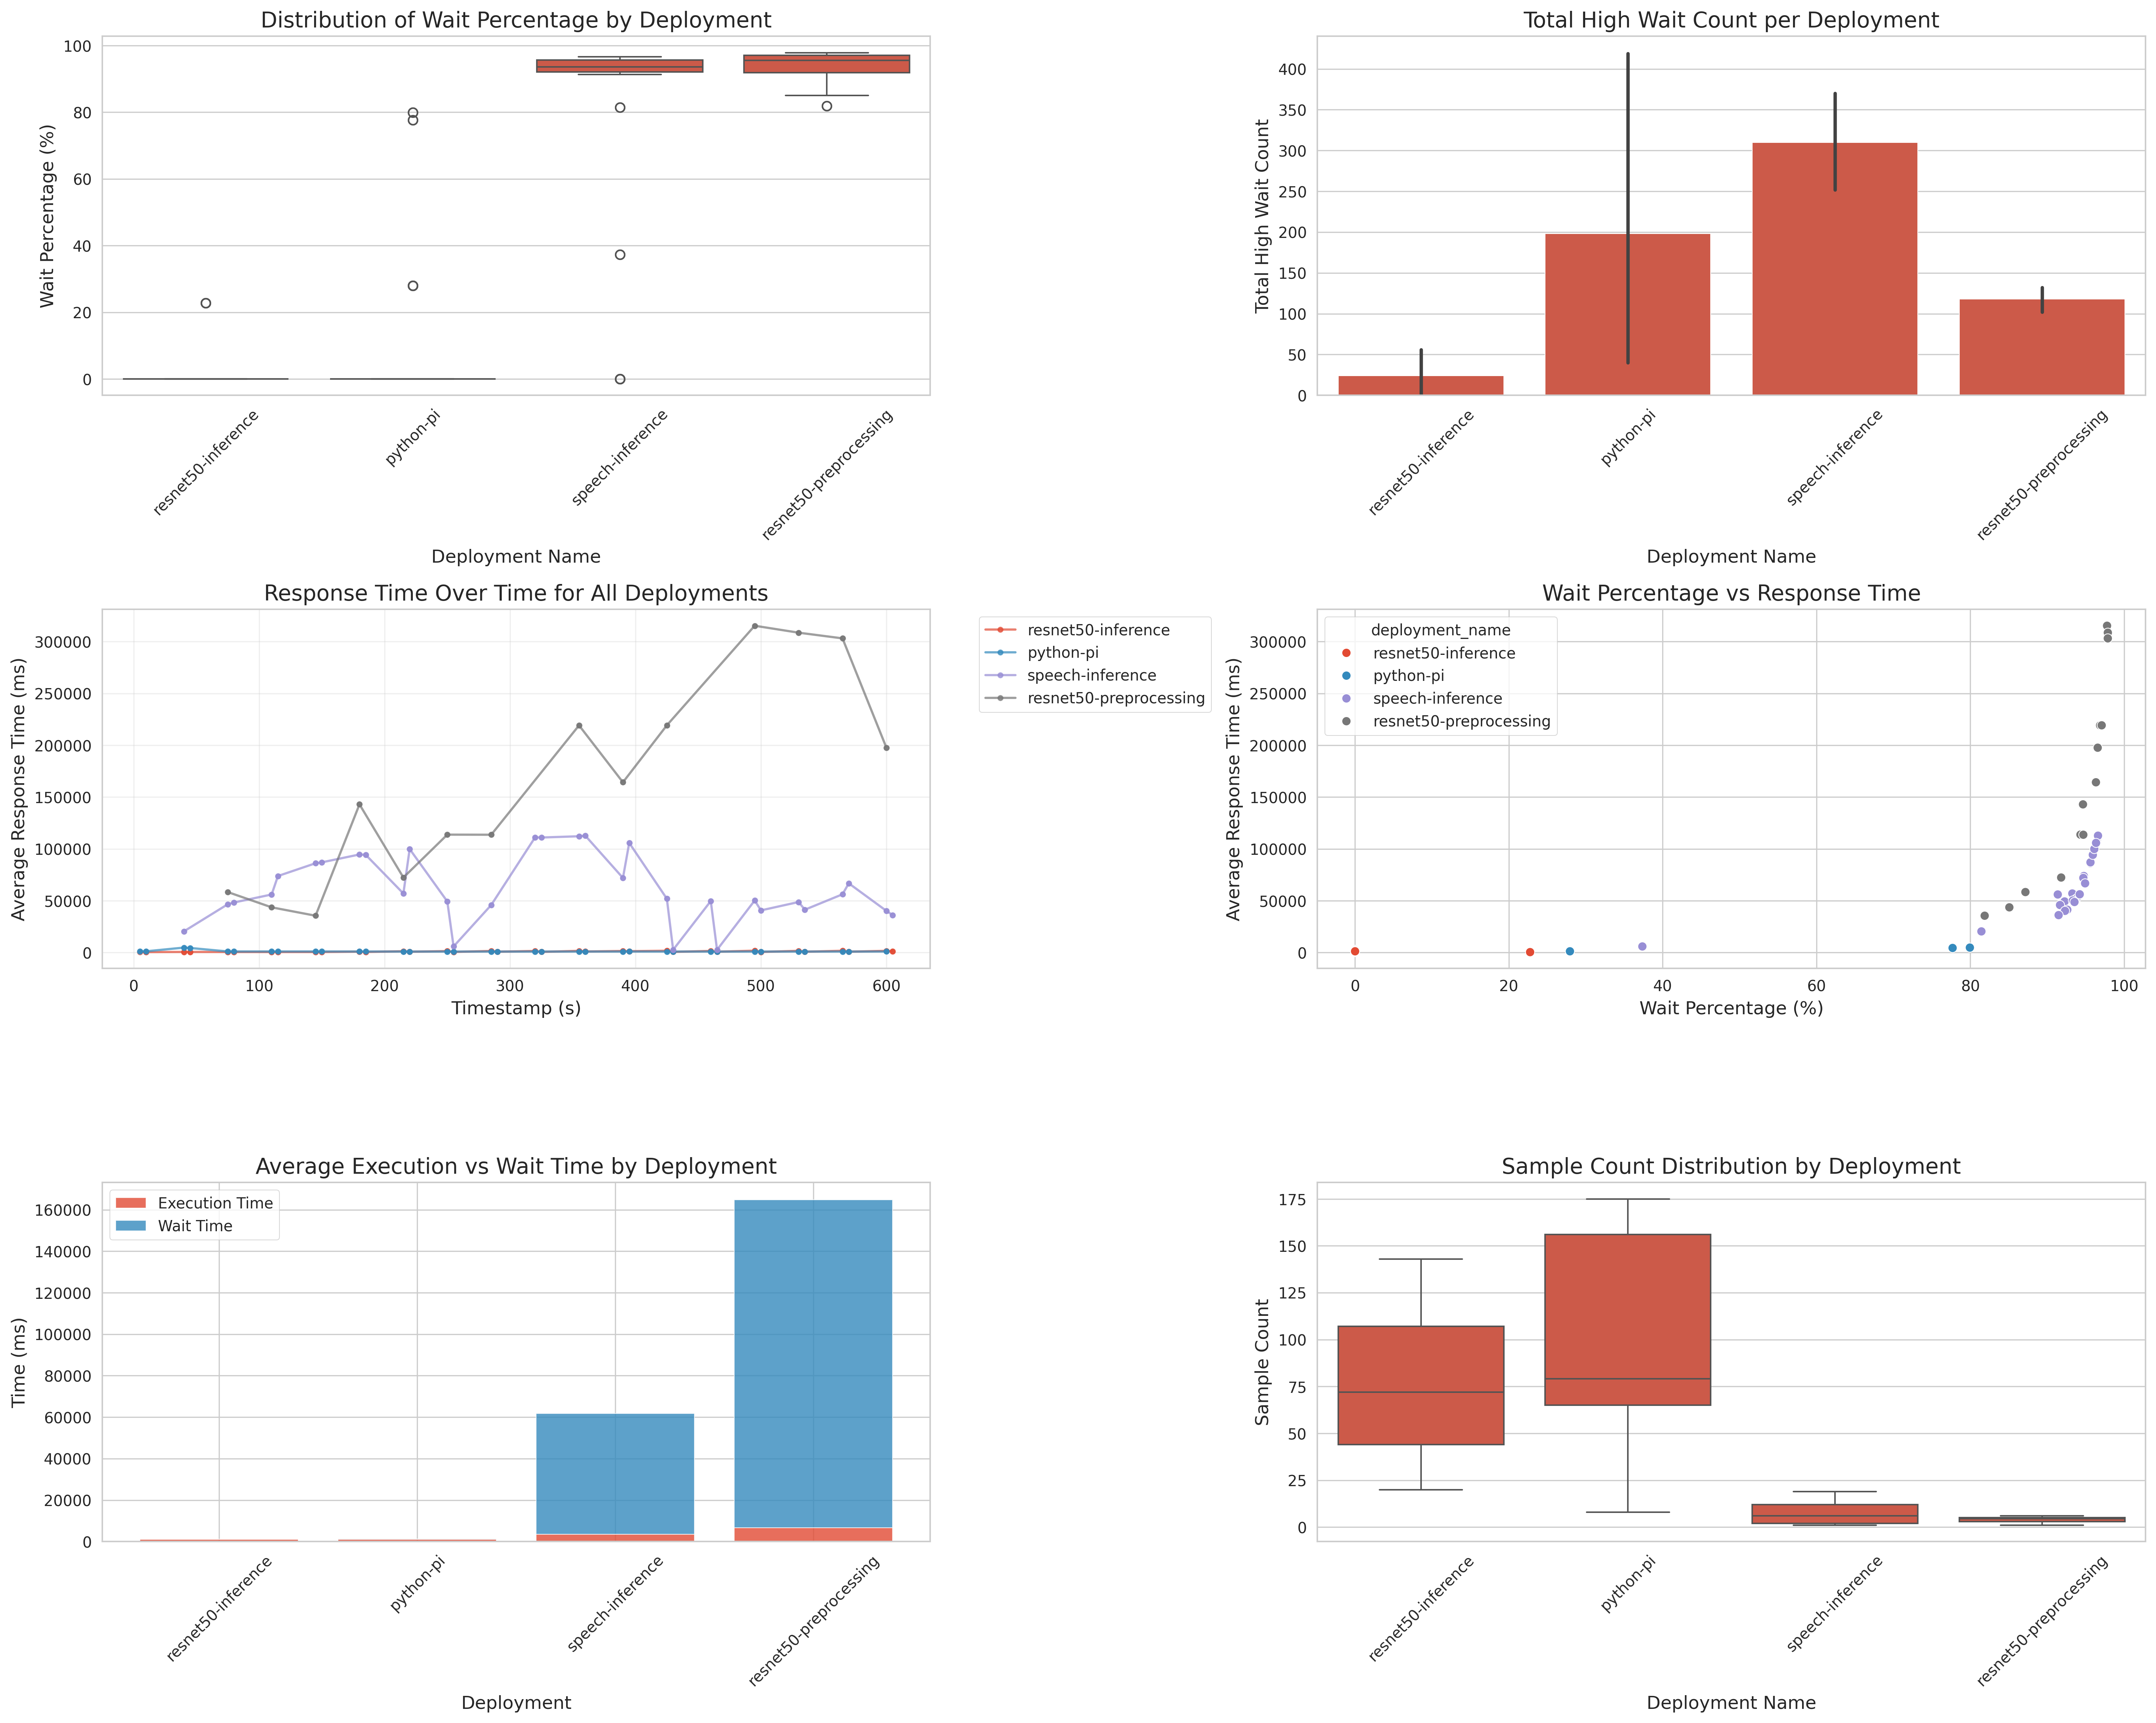 Distribution of Wait Percentage by Deployment
Wait Percentage (%)
100
80
60
40
20
0
resnet50-inference
python-pi
speech-inference
resnet50-preprocessing
Deployment Name
Total High Wait Count per Deployment
Total High Wait Count
400
350
300
250
200
150
100
50
0
resnet50-inference
python-pi
speech-inference
resnet50-preprocessing
Deployment Name
Response Time Over Time for All Deployments
Average Response Time (ms)
300000
250000
200000
150000
100000
50000
0
0 100 200 300 400 500 600
Timestamp (s)
resnet50-inference
python-pi
speech-inference
resnet50-preprocessing
Wait Percentage vs Response Time
Average Response Time (ms)
300000
250000
200000
150000
100000
50000
0
deployment_name
resnet50-inference
python-pi
speech-inference
resnet50-preprocessing
0 20 40 60 80 100
Wait Percentage (%)
Average Execution vs Wait Time by Deployment
Time (ms)
160000
140000
120000
100000
80000
60000
40000
20000
0
Execution Time
Wait Time
resnet50-inference
python-pi
speech-inference
resnet50-preprocessing
Deployment
Sample Count Distribution by Deployment
Sample Count
175
150
125
100
75
50
25
0
resnet50-inference
python-pi
speech-inference
resnet50-preprocessing
Deployment Name